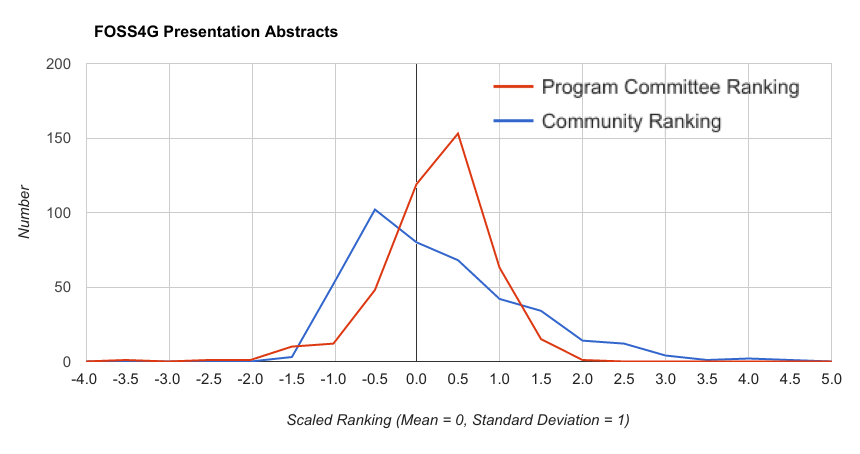 FOSS4G Presentation Abstracts
200
Program Committee Ranking
Community Ranking
150
100
50
0
Number
-4.0 -3.5 -3.0 -2.5 -2.0 -1.5 -1.0 -0.5 0.0 0.5 1.0 1.5 2.0 2.5 3.0 3.5 4.0 4.5 5.0
Scaled Ranking (Mean = 0, Standard Deviation = 1)